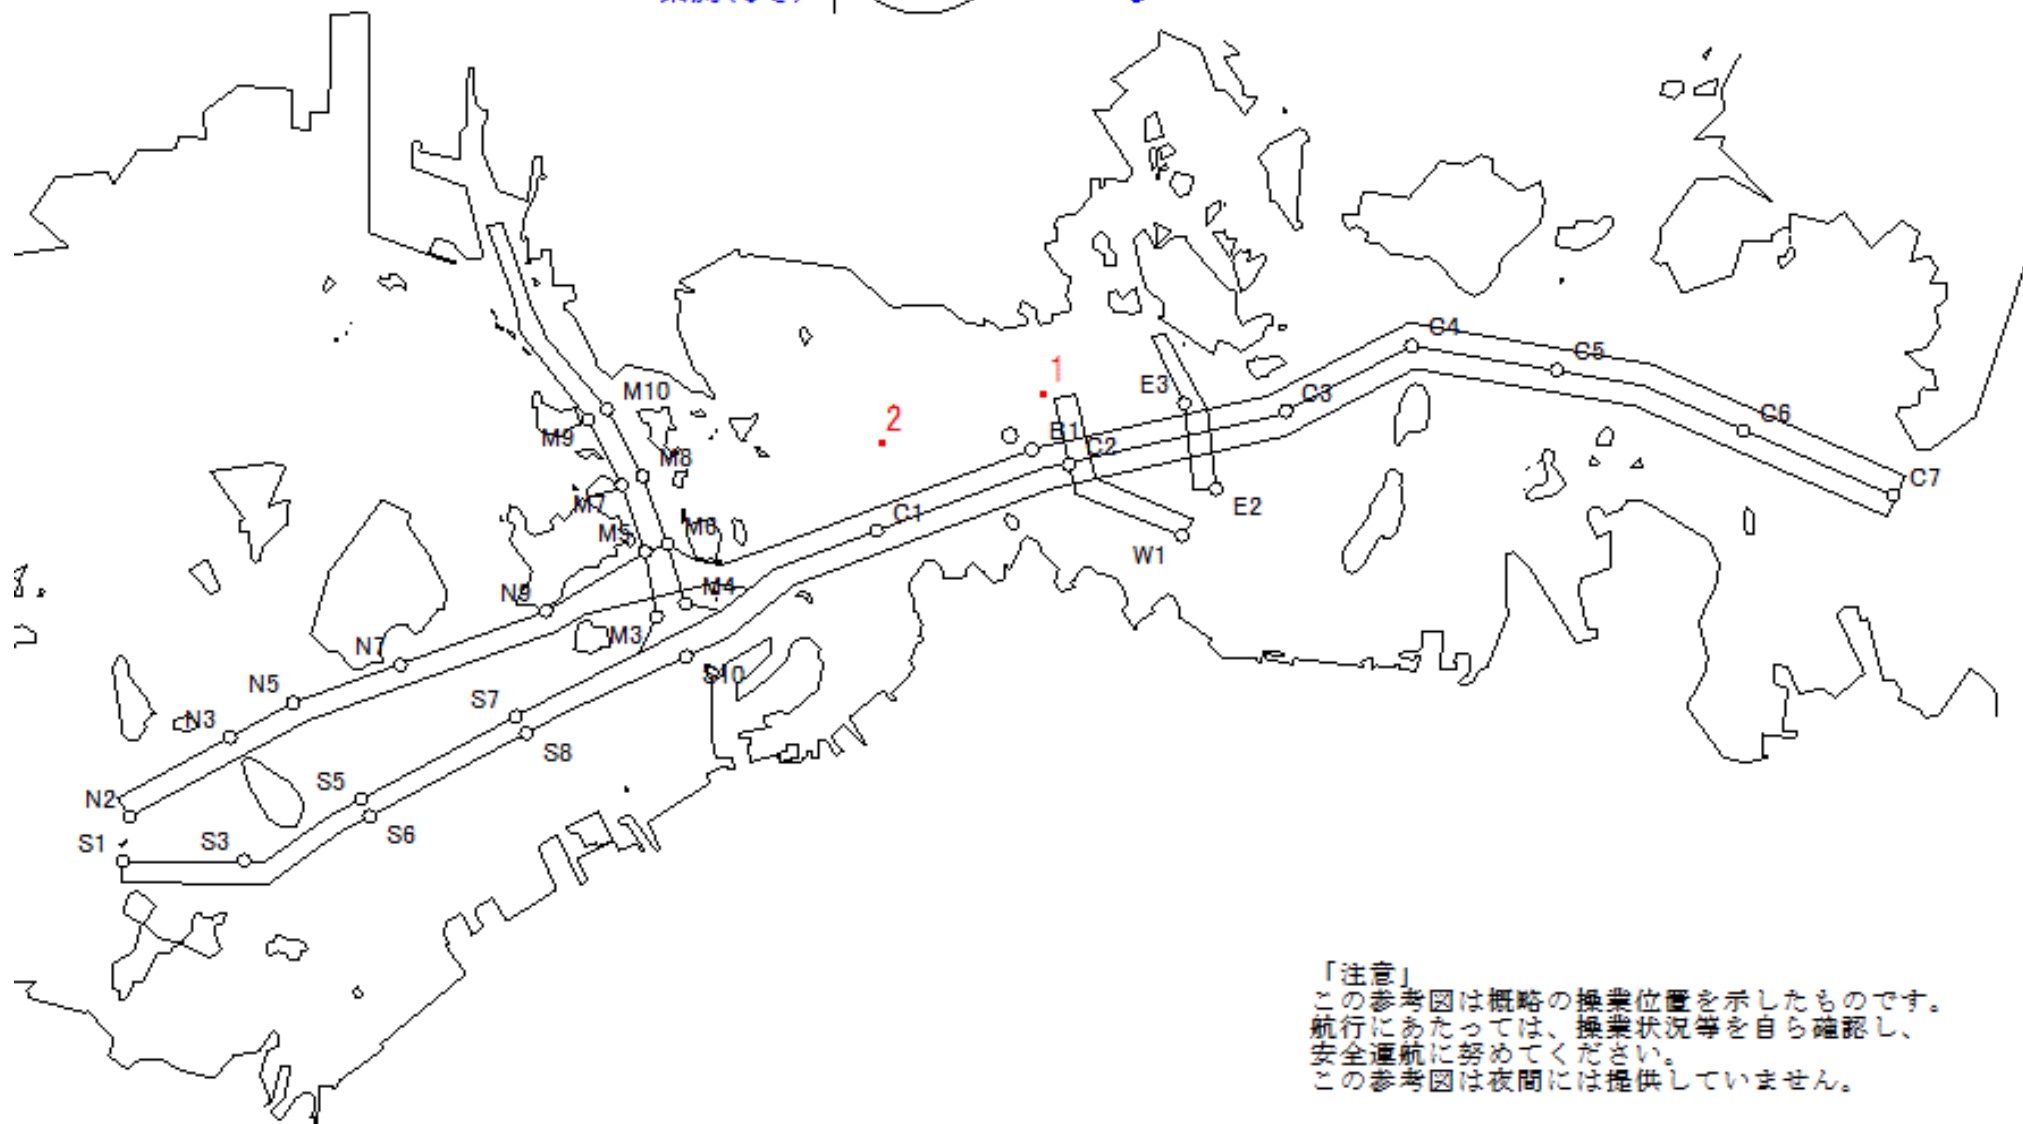 1
2
C4
C5
E3
M10
C3
C6
M9
B1
C2
M8
C7
M7
E2
C1
M5
M6
W1
N9
M4
M3
N7
S10
N5
N3
S7
S8
N2
S5
S6
S1
S3
「注意」
この参考図は概略の操業位置を示したものです。
航行にあたっては、操業状況等を自ら確認し、
安全運航に努めてください。
この参考図は夜間には提供していません。